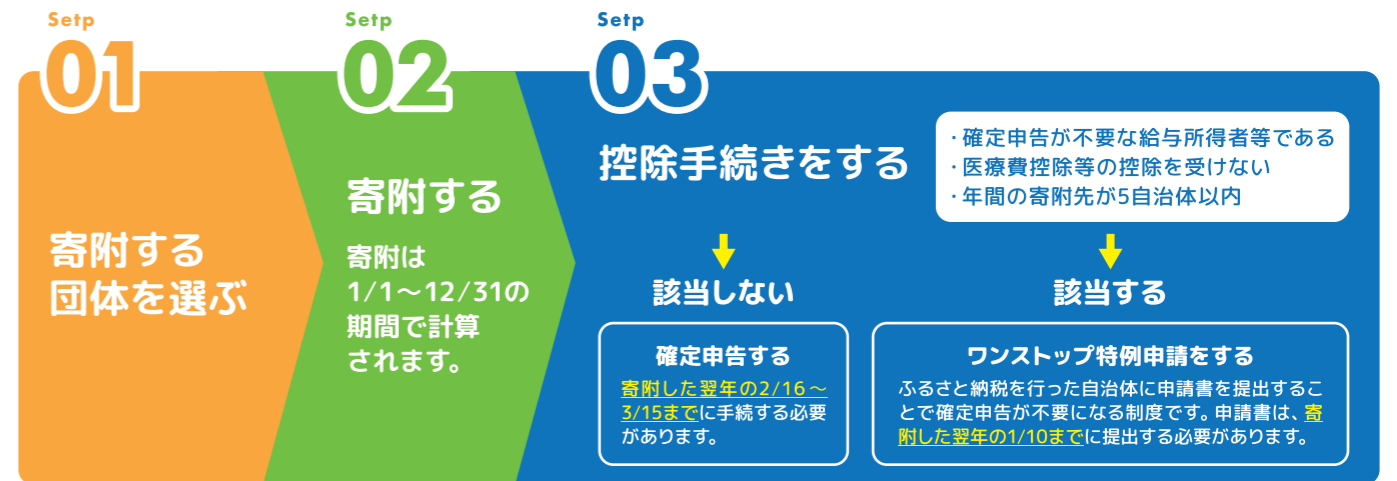 Setp
01
寄附する
団体を選ぶ
Setp
02
寄附する
寄附は
1/1～12/31の
期間で計算
されます。
Setp
03
控除手続きをする
・確定申告が不要な給与所得者等である
・医療費控除等の控除を受けない
・年間の寄附先が5自治体以内
該当しない
確定申告する
寄附した翌年の2/16～
3/15までに手続する必要
があります。
該当する
ワンストップ特例申請をする
ふるさと納税を行った自治体に申請書を提出するこ
とで確定申告が不要になる制度です。申請書は、寄
附した翌年の1/10までに提出する必要があります。